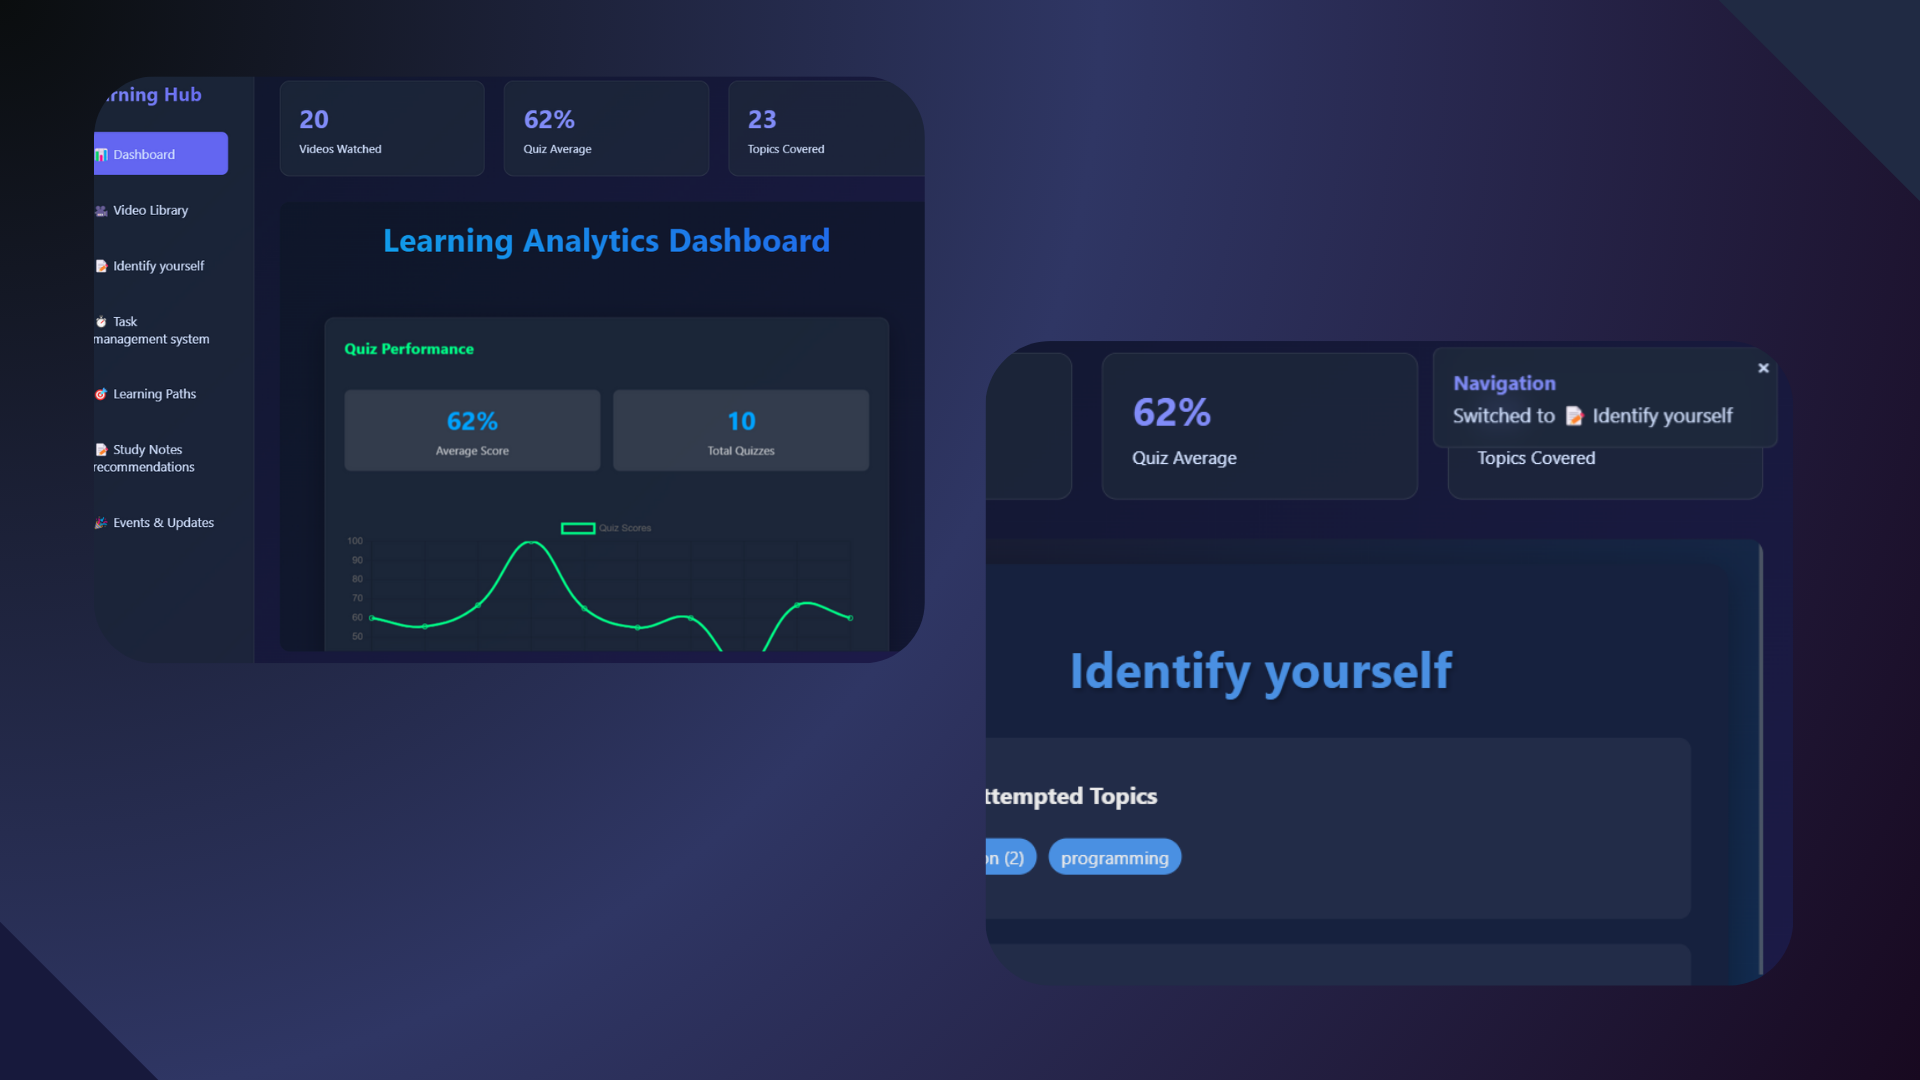 rning Hub
Dashboard
Video Library
Identify yourself
Task
management system
Learning Paths
Study Notes
recommendations
Events & Updates
20
Videos Watched
62%
Quiz Average
23
Topics Covered
Learning Analytics Dashboard
Quiz Performance
62%
Average Score
10
Total Quizzes
Quiz Scores
100
90
80
70
60
50
62%
Quiz Average
Navigation
Switched to 📝 Identify yourself
Topics Covered
Identify yourself
ttempted Topics
on (2)
programming